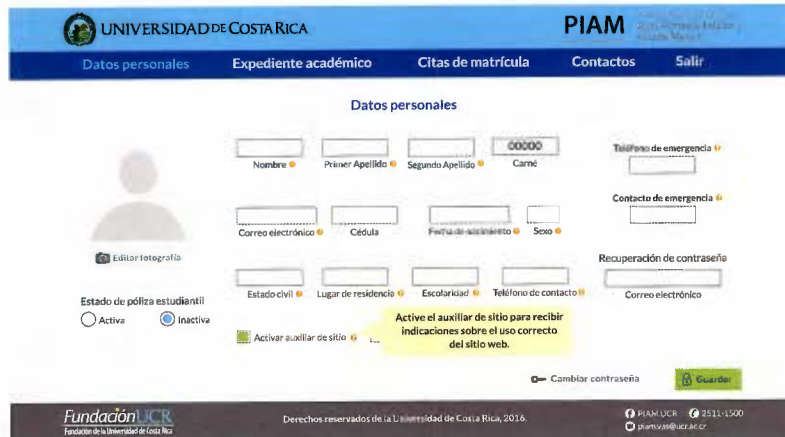 UNIVERSIDAD DE COSTA RICA
PIAM
Datos personales Expediente académico Citas de matrícula Contactos Salir
Datos personales
00000
Nombre Primer Apellido Segundo Apellido Carné
Teléfono de emergencia
Contacto de emergencia
Correo electrónico Cédula Fecha de nacimiento Sexo
Editar fotografía
Recuperación de contraseña
Estado civil Lugar de residencia Escolaridad Teléfono de contacto Correo electrónico
Estado de póliza estudiantil
Activa Inactiva
Activar auxiliar de sitio
Active el auxiliar de sitio para recibir
indicaciones sobre el uso correcto
del sitio web.
Cambiar contraseña Guardar
FundaciónUCR
Fundación de la Universidad de Costa Rica
Derechos reservados de la Universidad de Costa Rica, 2016.
PIAM.UCR 2511-1500